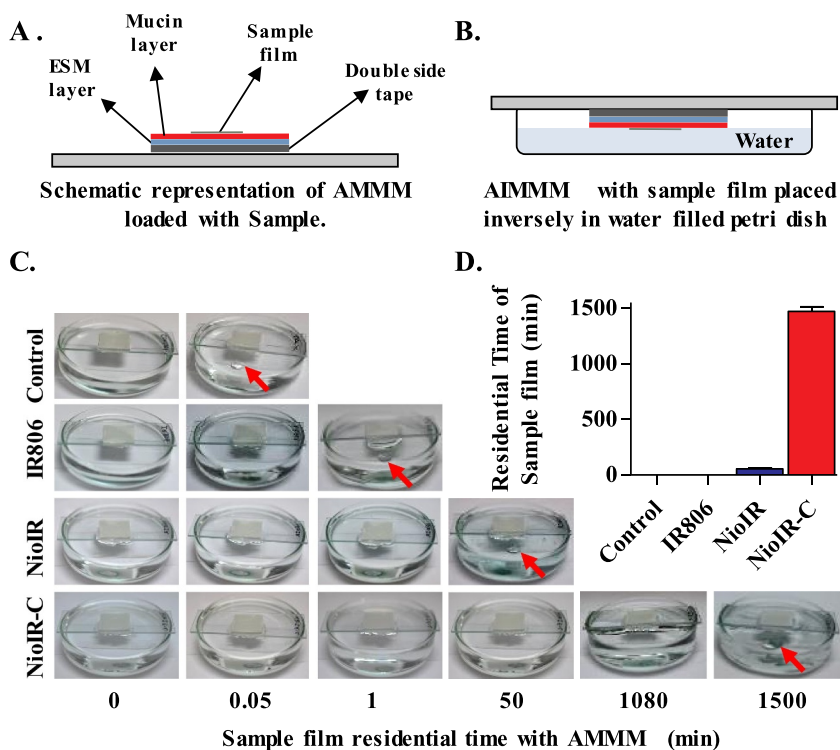 A.
Mucin
layer
Sample
film
ESM
layer
Double side
tape
Schematic representation of AMMM
loaded with Sample.
B.
Water
AIMMM with sample film placed
inversely in water filled petri dish
C.
Control
IR806
NioIR
NioIR-C
0
0.05
1
50
1080
1500
Sample film residential time with AMMM (min)
D.
Residential Time of
Sample film (min)
1500
1000
500
0
Control
IR806
NioIR
NioIR-C